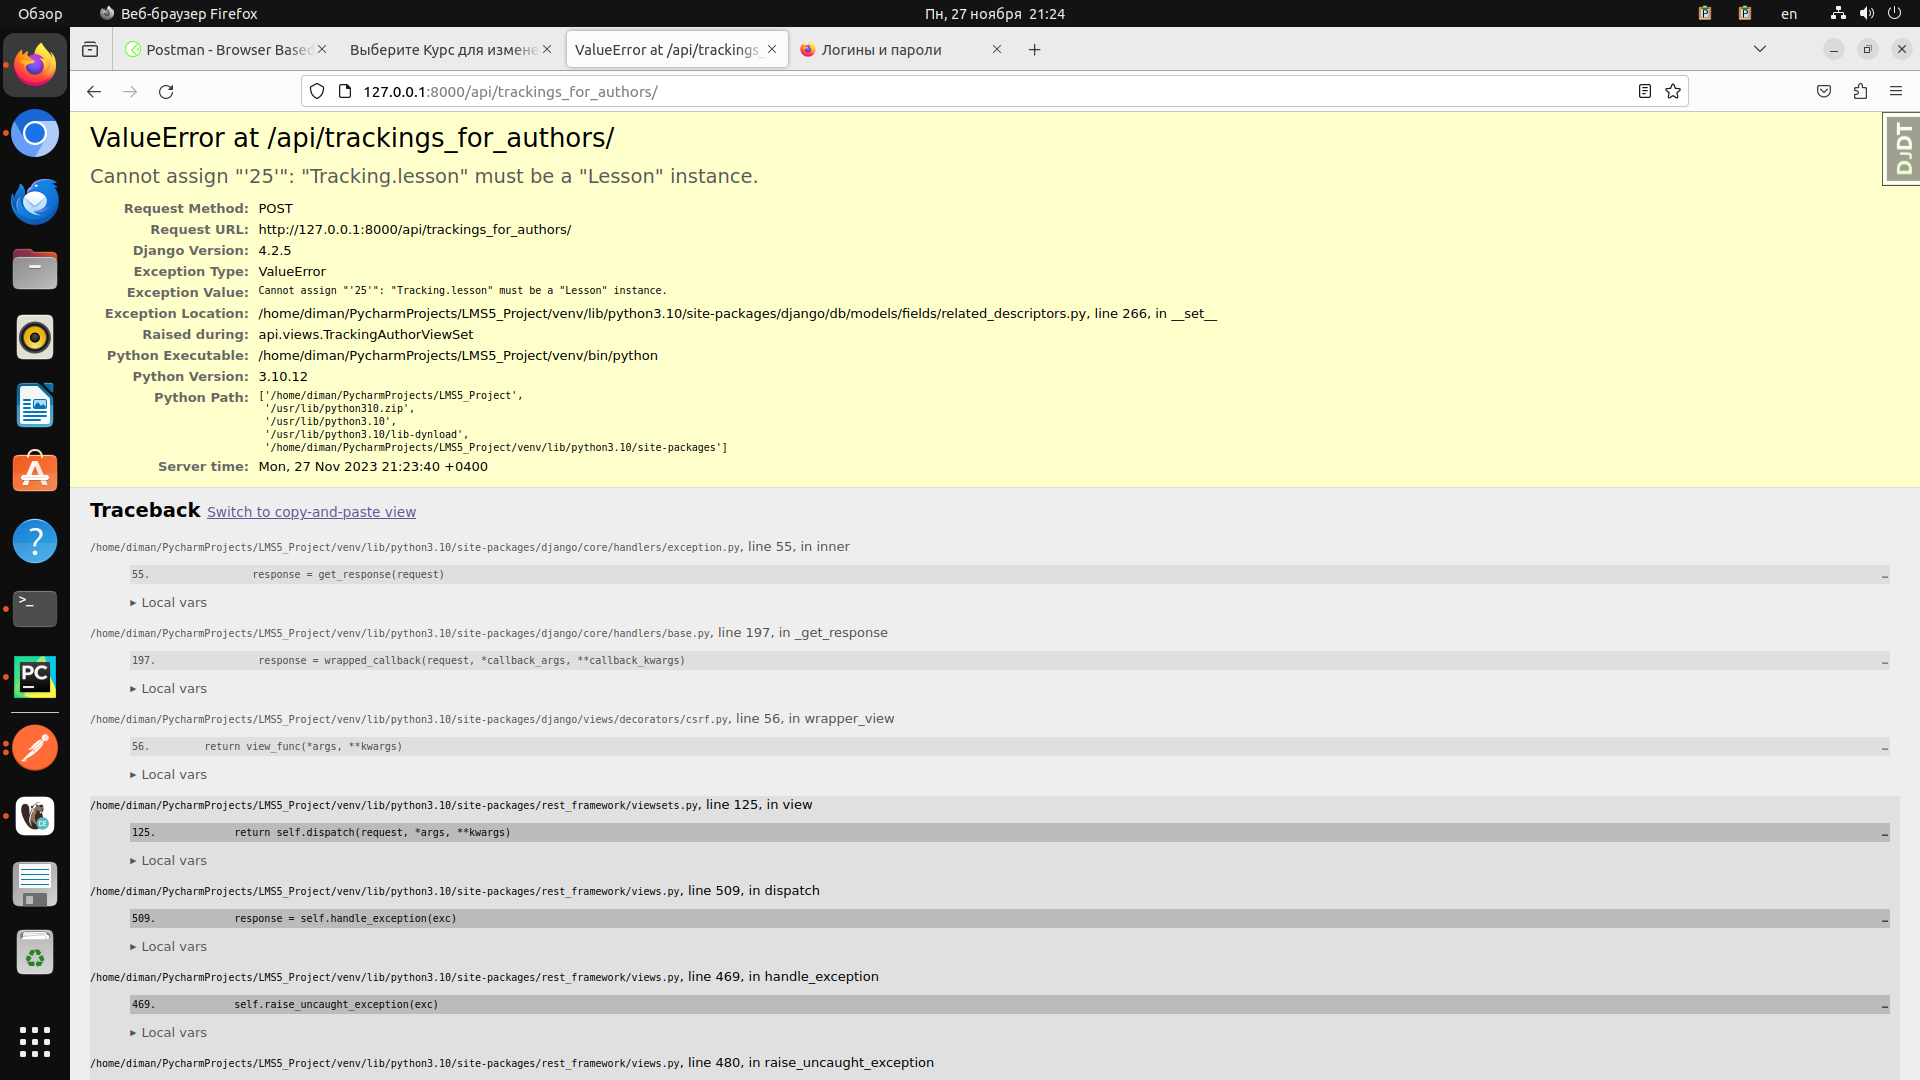 Обзор
Веб-браузер Firefox
Пн, 27 ноября 21:24
en
Postman - Browser Based
Выберите Курс для измене
ValueError at /api/trackings_
Логины и пароли
127.0.0.1:8000/api/trackings_for_authors/
ValueError at /api/trackings_for_authors/
DJDT
Cannot assign "'25'": "Tracking.lesson" must be a "Lesson" instance.
Request Method: POST
Request URL: http://127.0.0.1:8000/api/trackings_for_authors/
Django Version: 4.2.5
Exception Type: ValueError
Exception Value: Cannot assign "'25'": "Tracking.lesson" must be a "Lesson" instance.
Exception Location: /home/diman/PycharmProjects/LMS5_Project/venv/lib/python3.10/site-packages/django/db/models/fields/related_descriptors.py, line 266, in __set__
Raised during: api.views.TrackingAuthorViewSet
Python Executable: /home/diman/PycharmProjects/LMS5_Project/venv/bin/python
Python Version: 3.10.12
Python Path: ['/home/diman/PycharmProjects/LMS5_Project',
'/usr/lib/python310.zip',
'/usr/lib/python3.10',
'/usr/lib/python3.10/lib-dynload',
'/home/diman/PycharmProjects/LMS5_Project/venv/lib/python3.10/site-packages']
Server time: Mon, 27 Nov 2023 21:23:40 +0400
Traceback Switch to copy-and-paste view
/home/diman/PycharmProjects/LMS5_Project/venv/lib/python3.10/site-packages/django/core/handlers/exception.py, line 55, in inner
55. response = get_response(request) …
▸ Local vars
/home/diman/PycharmProjects/LMS5_Project/venv/lib/python3.10/site-packages/django/core/handlers/base.py, line 197, in _get_response
197. response = wrapped_callback(request, *callback_args, **callback_kwargs) …
▸ Local vars
/home/diman/PycharmProjects/LMS5_Project/venv/lib/python3.10/site-packages/django/views/decorators/csrf.py, line 56, in wrapper_view
56. return view_func(*args, **kwargs) …
▸ Local vars
/home/diman/PycharmProjects/LMS5_Project/venv/lib/python3.10/site-packages/rest_framework/viewsets.py, line 125, in view
125. return self.dispatch(request, *args, **kwargs) …
▸ Local vars
/home/diman/PycharmProjects/LMS5_Project/venv/lib/python3.10/site-packages/rest_framework/views.py, line 509, in dispatch
509. response = self.handle_exception(exc) …
▸ Local vars
/home/diman/PycharmProjects/LMS5_Project/venv/lib/python3.10/site-packages/rest_framework/views.py, line 469, in handle_exception
469. self.raise_uncaught_exception(exc) …
▸ Local vars
/home/diman/PycharmProjects/LMS5_Project/venv/lib/python3.10/site-packages/rest_framework/views.py, line 480, in raise_uncaught_exception